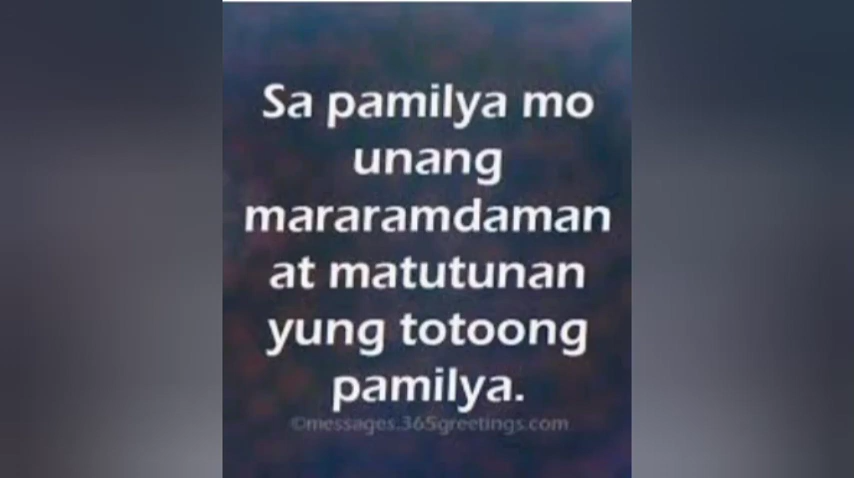 Sa pamilya mo
unang
mararamdaman
at matutunan
yung totoong
pamilya.
©messages.365greetings.com